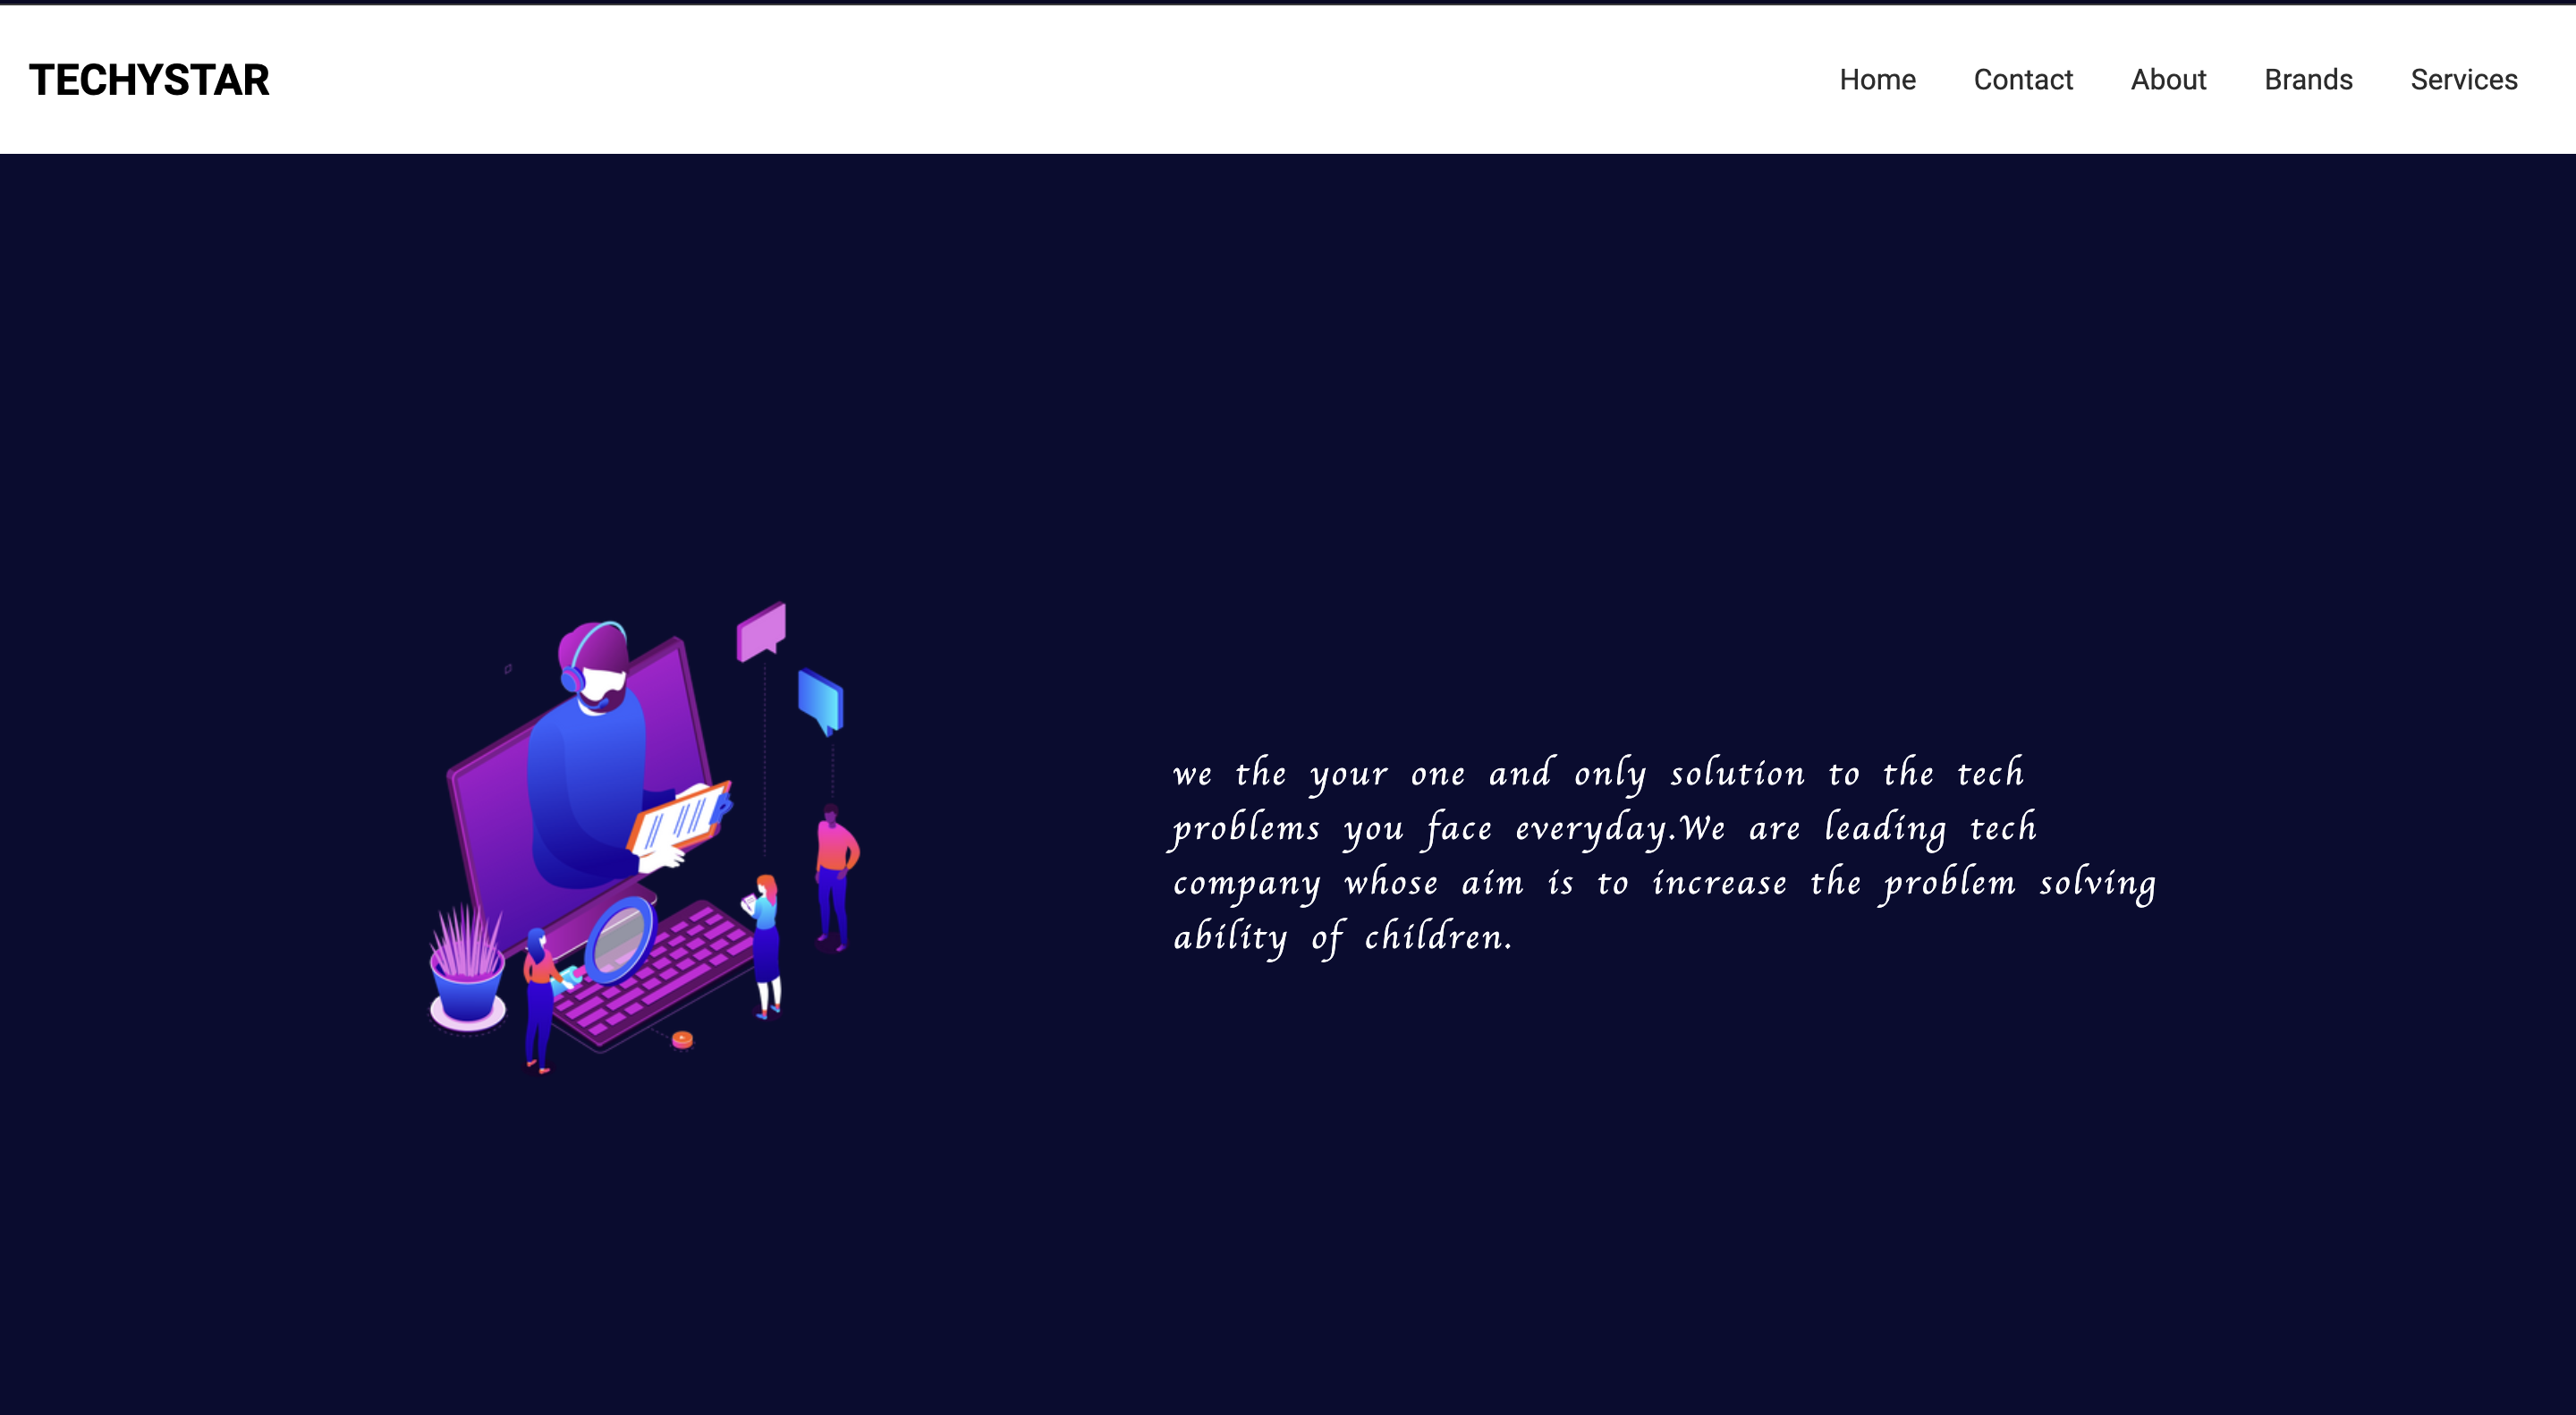 TECHYSTAR
Home Contact About Brands Services
we the your one and only solution to the tech
problems you face everyday.We are leading tech
company whose aim is to increase the problem solving
ability of children.